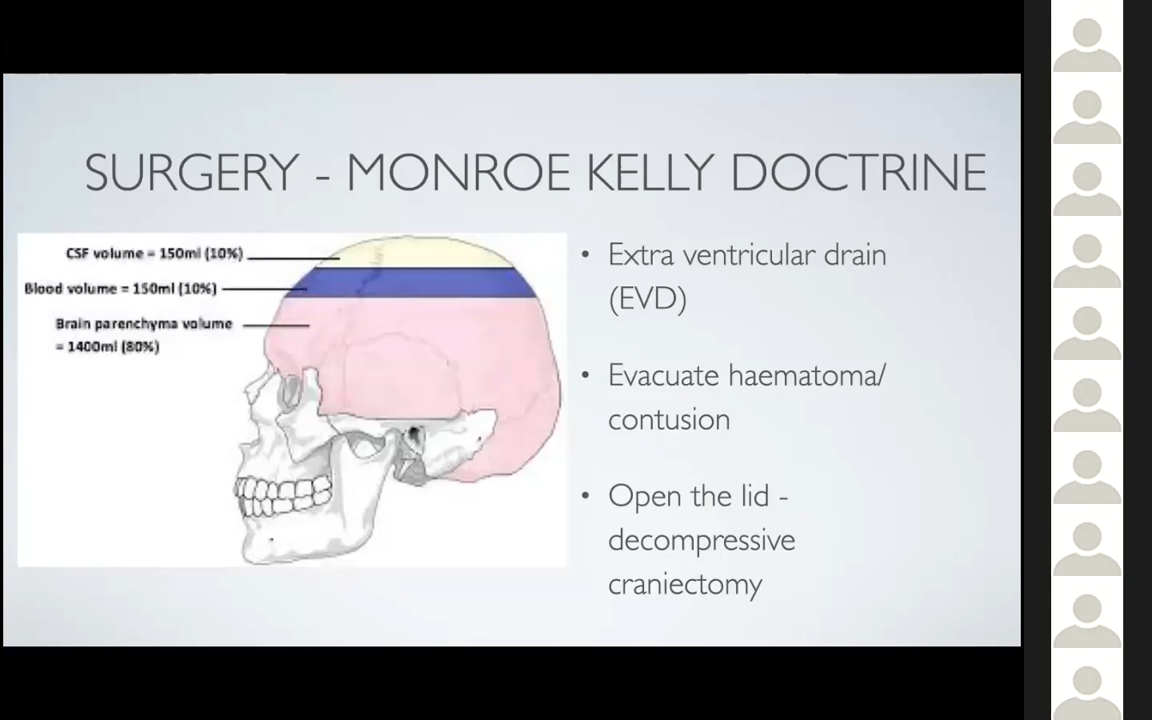 SURGERY - MONROE KELLY DOCTRINE
CSF volume = 150ml (10%)
Blood volume = 150ml (10%)
Brain parenchyma volume
= 1400ml (80%)
• Extra ventricular drain
(EVD)
• Evacuate haematoma/
contusion
• Open the lid -
decompressive
craniectomy